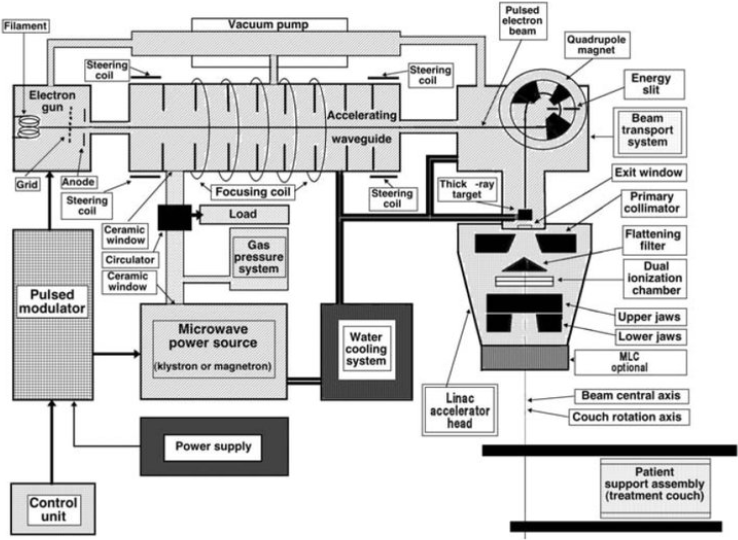 Vacuum pump
Filament
Pulsed
electron
beam
Quadrupole
magnet
Steering
coil
Steering
coil
Energy
slit
Electron
gun
Accelerating
waveguide
Beam
transport
system
Grid
Anode
Steering
coil
Focusing coil
Steering
coil
Thick -ray
target
Exit window
Primary
collimator
Ceramic
window
Load
Circulator
Gas
pressure
system
Flattening
filter
Ceramic
window
Dual
ionization
chamber
Pulsed
modulator
Microwave
power source
(klystron or magnetron)
Water
cooling
system
Upper jaws
Lower jaws
MLC
optional
Linac
accelerator
head
Beam central axis
Couch rotation axis
Power supply
Patient
support assembly
(treatment couch)
Control
unit